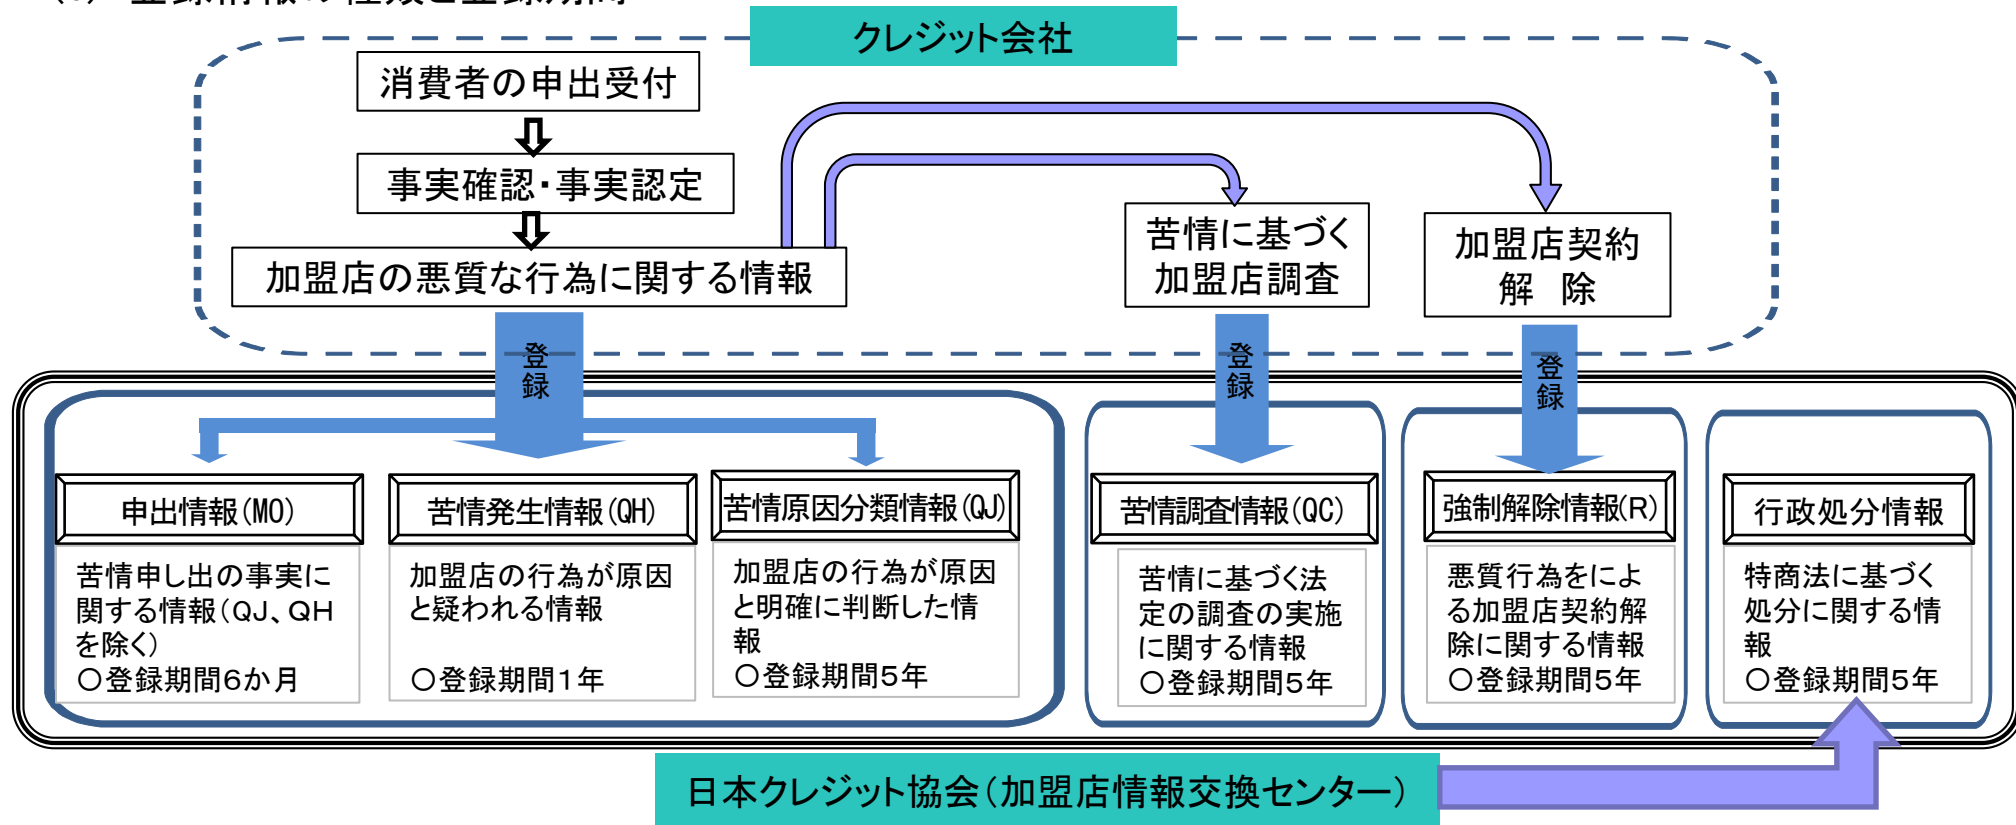 クレジット会社
消費者の申出受付
事実確認・事実認定
加盟店の悪質な行為に関する情報
苦情に基づく
加盟店調査
加盟店契約
解 除
登録
登録
登録
申出情報(MO)
苦情申し出の事実に
関する情報(QJ、QH
を除く)
○登録期間6か月
苦情発生情報(QH)
加盟店の行為が原因
と疑われる情報
○登録期間1年
苦情原因分類情報(QJ)
加盟店の行為が原因
と明確に判断した情
報
○登録期間5年
苦情調査情報(QC)
苦情に基づく法
定の調査の実施
に関する情報
○登録期間5年
強制解除情報(R)
悪質行為をによ
る加盟店契約解
除に関する情報
○登録期間5年
行政処分情報
特商法に基づく
処分に関する情
報
○登録期間5年
日本クレジット協会(加盟店情報交換センター)